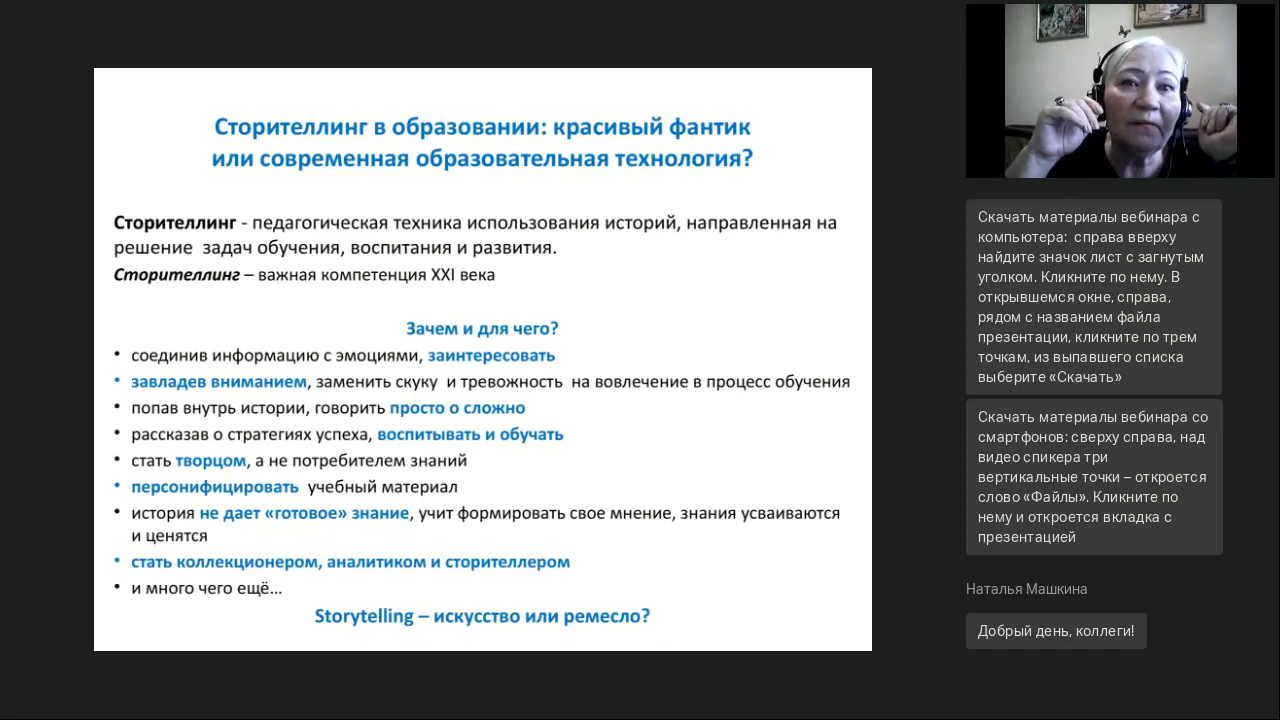 Сторителлинг в образовании: красивый фантик
или современная образовательная технология?
Сторителлинг - педагогическая техника использования историй, направленная на
решение задач обучения, воспитания и развития.
Сторителлинг – важная компетенция XXI века
Зачем и для чего?
• соединив информацию с эмоциями, заинтересовать
• завладев вниманием, заменить скуку и тревожность на вовлечение в процесс обучения
• попав внутрь истории, говорить просто о сложно
• рассказав о стратегиях успеха, воспитывать и обучать
• стать творцом, а не потребителем знаний
• персонифицировать учебный материал
• история не дает «готовое» знание, учит формировать свое мнение, знания усваиваются
и ценятся
• стать коллекционером, аналитиком и сторителлером
• и много чего ещё...
Storytelling – искусство или ремесло?
Скачать материалы вебинара с
компьютера: справа вверху
найдите значок лист с загнутым
уголком. Кликните по нему. В
открывшемся окне, справа,
рядом с названием файла
презентации, кликните по трем
точкам, из выпавшего списка
выберите «Скачать»
Скачать материалы вебинара со
смартфонов: сверху справа, над
видео спикера три
вертикальные точки – откроется
слово «Файлы». Кликните по
нему и откроется вкладка с
презентацией
Наталья Машкина
Добрый день, коллеги!